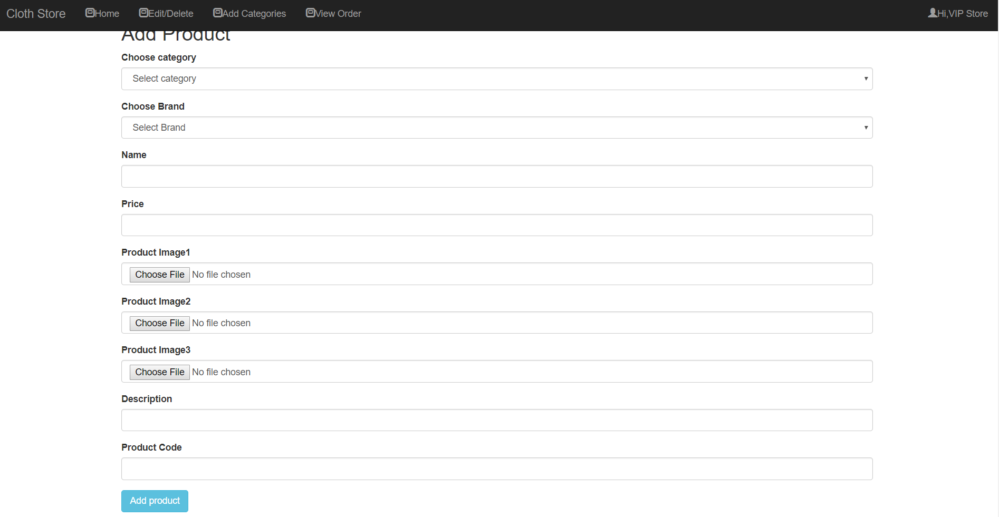 Cloth Store Home Edit/Delete Add Categories View Order Hi,VIP Store
Add Product
Choose category
Select category
Choose Brand
Select Brand
Name
Price
Product Image1
Choose File No file chosen
Product Image2
Choose File No file chosen
Product Image3
Choose File No file chosen
Description
Product Code
Add product